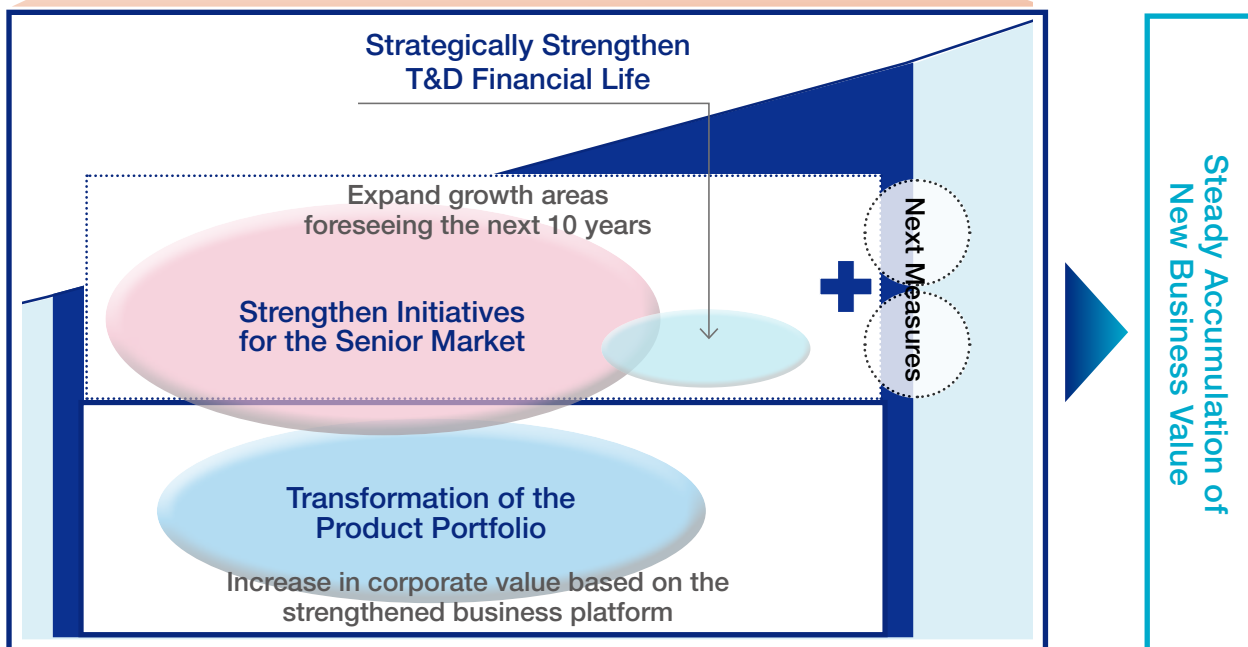 Strategically Strengthen
T&D Financial Life
Expand growth areas
foreseeing the next 10 years
Strengthen Initiatives
for the Senior Market
Next Measures
Transformation of the
Product Portfolio
Increase in corporate value based on the
strengthened business platform
Steady Accumulation of
New Business Value